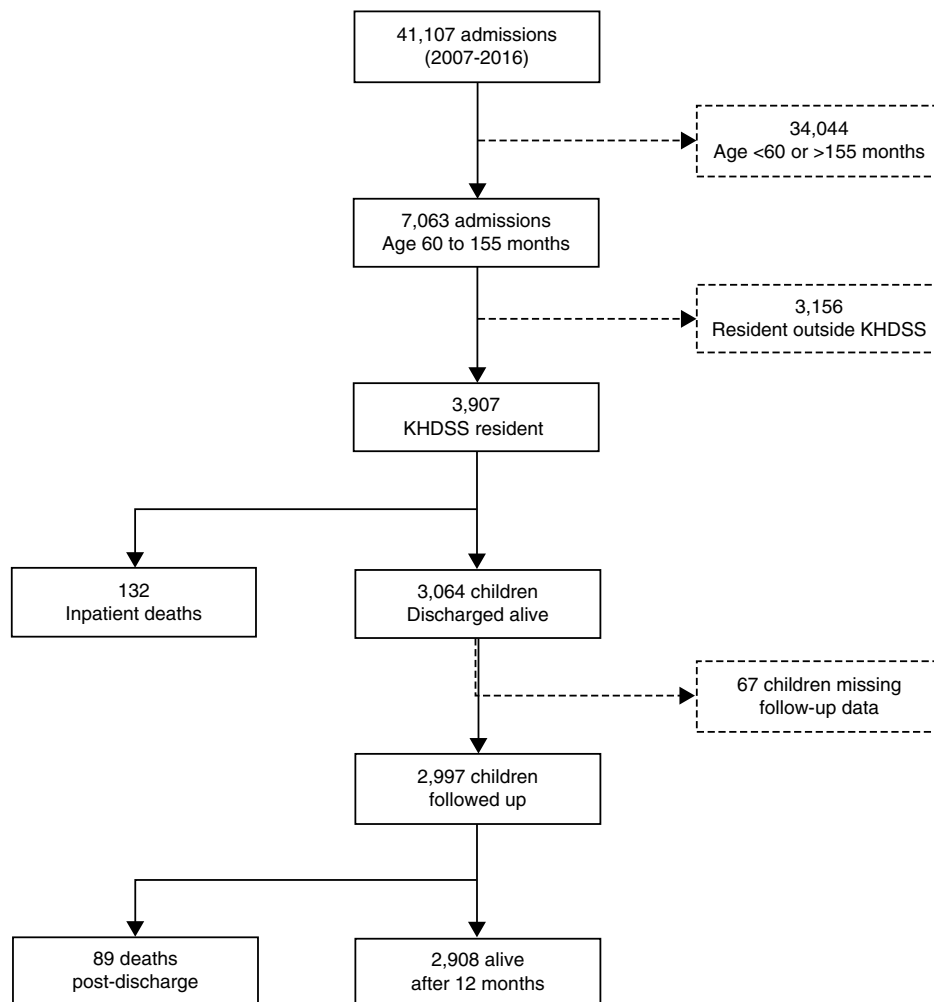 41,107 admissions
(2007-2016)
34,044
Age <60 or >155 months
7,063 admissions
Age 60 to 155 months
3,156
Resident outside KHDSS
3,907
KHDSS resident
132
Inpatient deaths
3,064 children
Discharged alive
67 children missing
follow-up data
2,997 children
followed up
89 deaths
post-discharge
2,908 alive
after 12 months